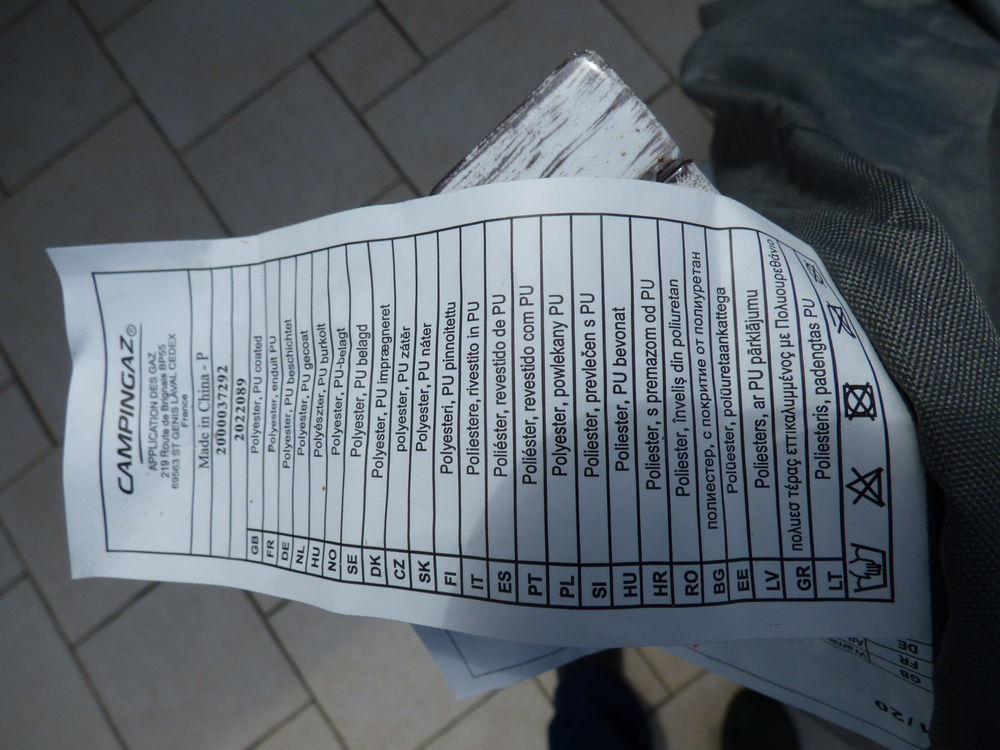 CAMPINGAZ®
APPLICATION DES GAZ
219 Route de Brignais BP55
69563 ST GENIS LAVAL CEDEX
France
Made in China - P
2000037292
2022089
GB Polyester, PU coated
FR Polyester, enduit PU
DE Polyester, PU beschichtet
NL Polyester, PU gecoat
HU Polyészter, PU burkolt
NO Polyester, PU-belagt
SE Polyester, PU belagd
DK Polyester, PU imprægneret
CZ polyester, PU zátěr
SK Polyester, PU náter
FI Polyesteri, PU pinnoitettu
IT Poliestere, rivestito in PU
ES Poliéster, revestido de PU
PT Poliéster, revestido com PU
PL Polyester, powlekany PU
SI Poliester, prevlečen s PU
HU Poliester, PU bevonat
HR Poliester, s premazom od PU
RO Poliester, înveliș din poliuretan
BG полиестер, с покритие от полиуретан
EE Polüester, polüuretaankattega
LV Poliesters, ar PU pārklājumu
GR πολυεστέρας επικαλυμμένος με Πολυουρεθάνιο
LT Poliesteris, padengtas PU
GB
FR
DE
1/20